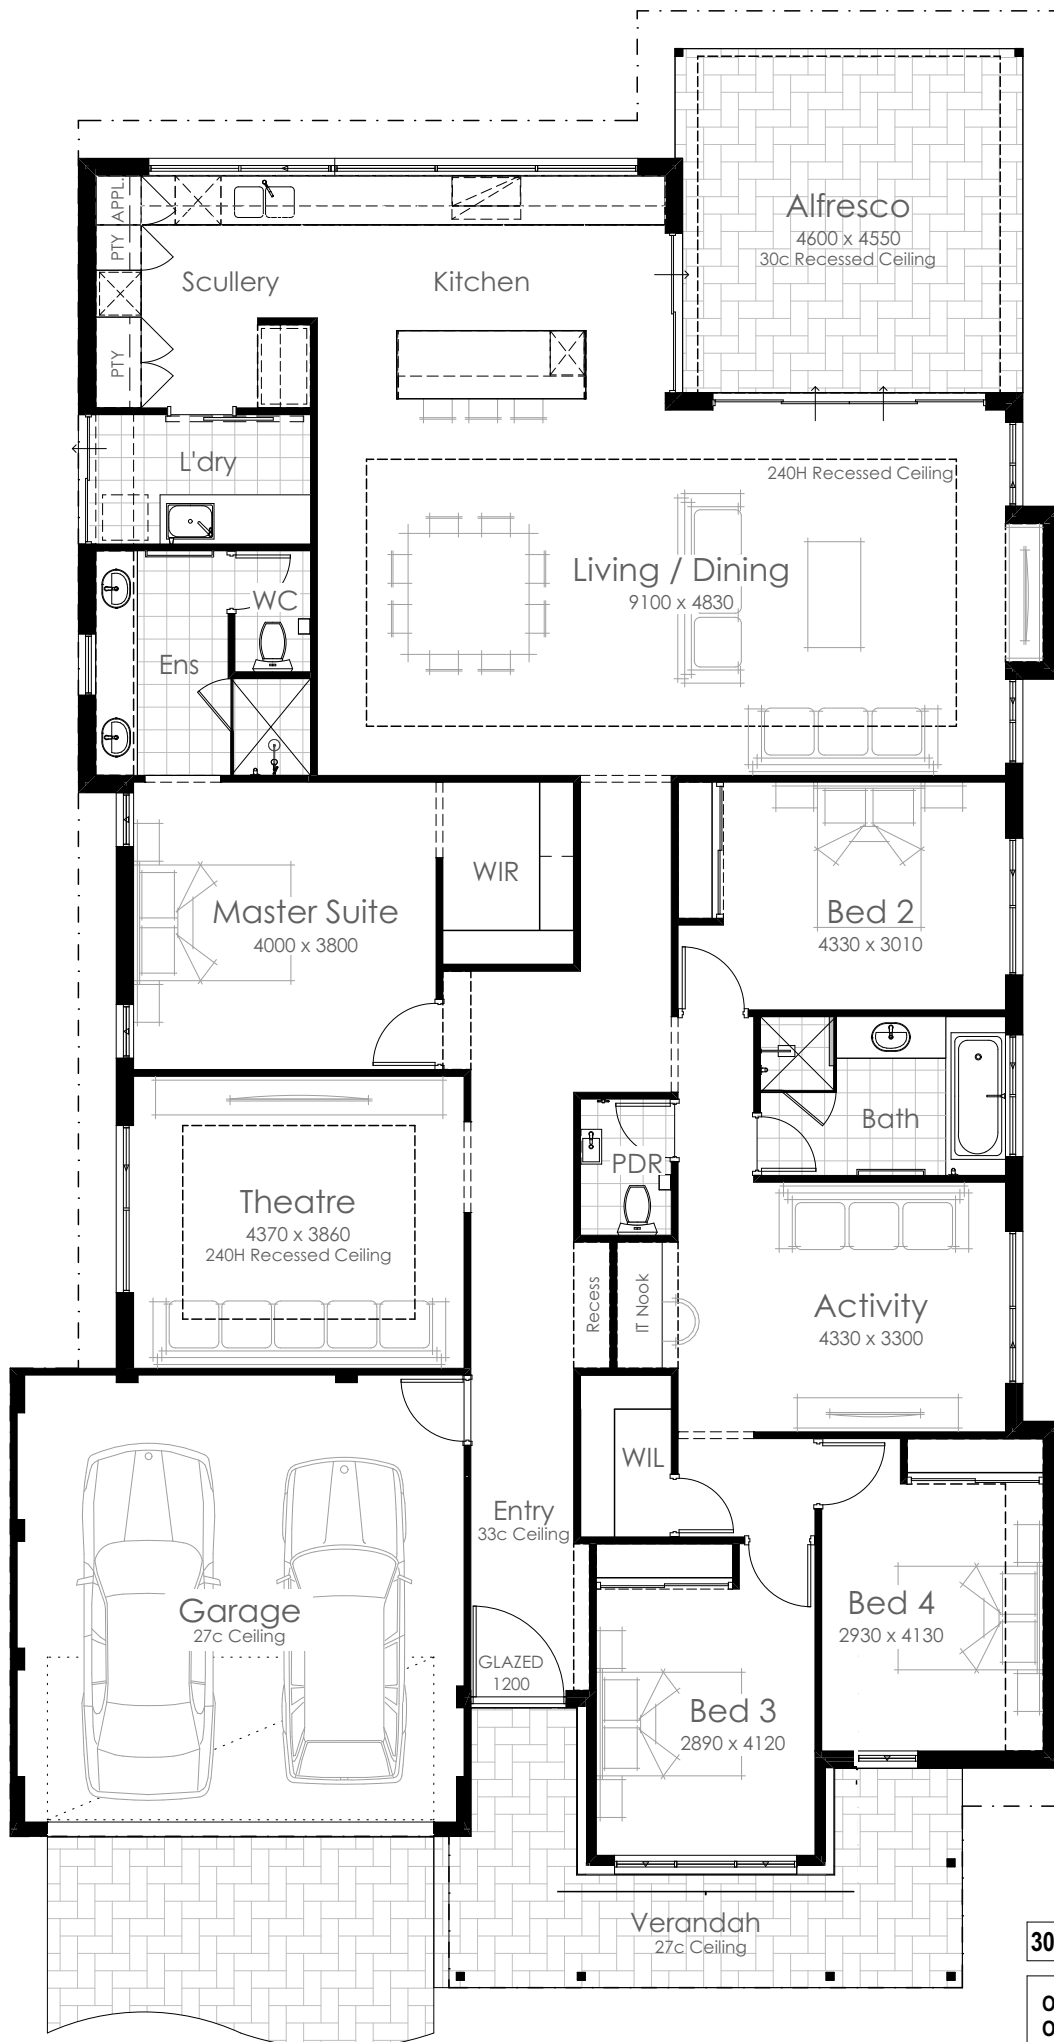 Alfresco
4600 x 4550
30c Recessed Ceiling
APPL.
PTY
Scullery
Kitchen
PTY
L'dry
240H Recessed Ceiling
Living / Dining
9100 x 4830
WC
Ens
WIR
Master Suite
4000 x 3800
Bed 2
4330 x 3010
Bath
PDR
Theatre
4370 x 3860
240H Recessed Ceiling
Recess
IT Nook
Activity
4330 x 3300
WIL
Entry
33c Ceiling
Garage
27c Ceiling
GLAZED
1200
Bed 4
2930 x 4130
Bed 3
2890 x 4120
Verandah
27c Ceiling
30